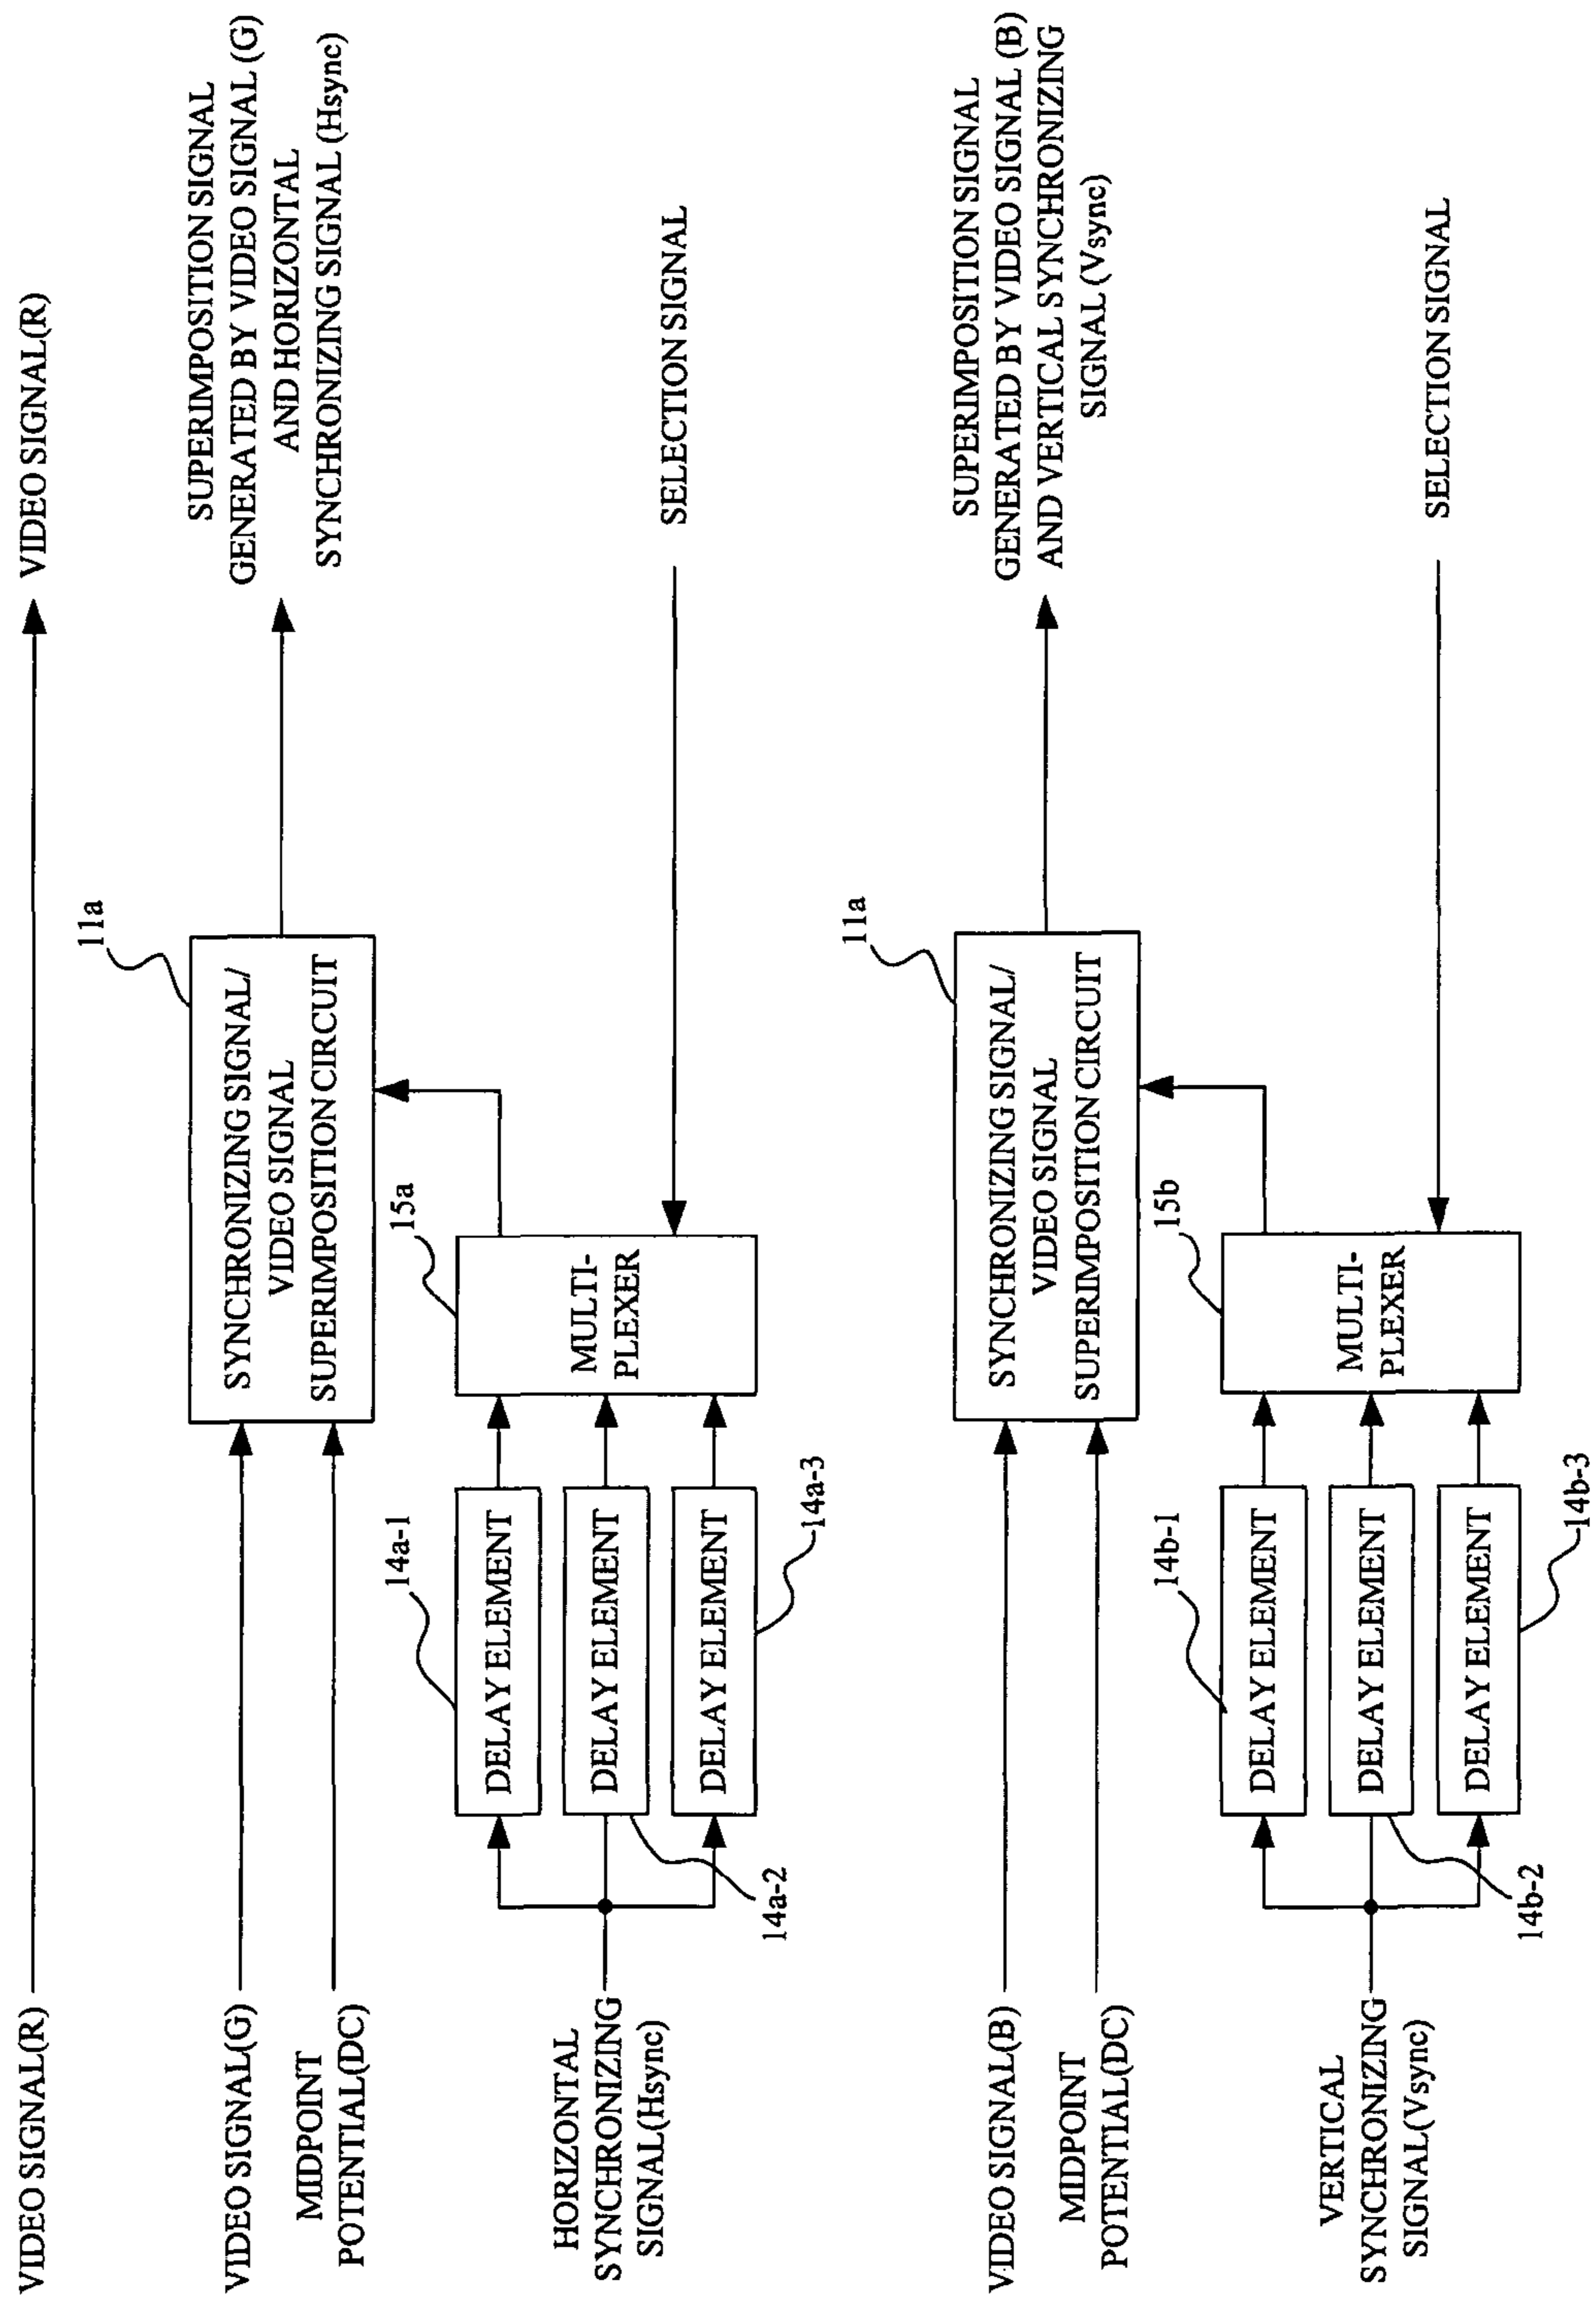 VIDEO SIGNAL(R)
VIDEO SIGNAL(R)
VIDEO SIGNAL(G)
MIDPOINT
POTENTIAL(DC)
11a
SYNCHRONIZING SIGNAL/
VIDEO SIGNAL
SUPERIMPOSITION CIRCUIT
SUPERIMPOSITION SIGNAL
GENERATED BY VIDEO SIGNAL (G)
AND HORIZONTAL
SYNCHRONIZING SIGNAL (Hsync)
HORIZONTAL
SYNCHRONIZING
SIGNAL(Hsync)
14a-1
DELAY ELEMENT
DELAY ELEMENT
DELAY ELEMENT
14a-2
14a-3
15a
MULTI-
PLEXER
SELECTION SIGNAL
VIDEO SIGNAL(B)
MIDPOINT
POTENTIAL(DC)
11a
SYNCHRONIZING SIGNAL/
VIDEO SIGNAL
SUPERIMPOSITION CIRCUIT
SUPERIMPOSITION SIGNAL
GENERATED BY VIDEO SIGNAL (B)
AND VERTICAL SYNCHRONIZING
SIGNAL (Vsync)
VERTICAL
SYNCHRONIZING
SIGNAL(Vsync)
14b-1
DELAY ELEMENT
DELAY ELEMENT
DELAY ELEMENT
14b-2
14b-3
15b
MULTI-
PLEXER
SELECTION SIGNAL